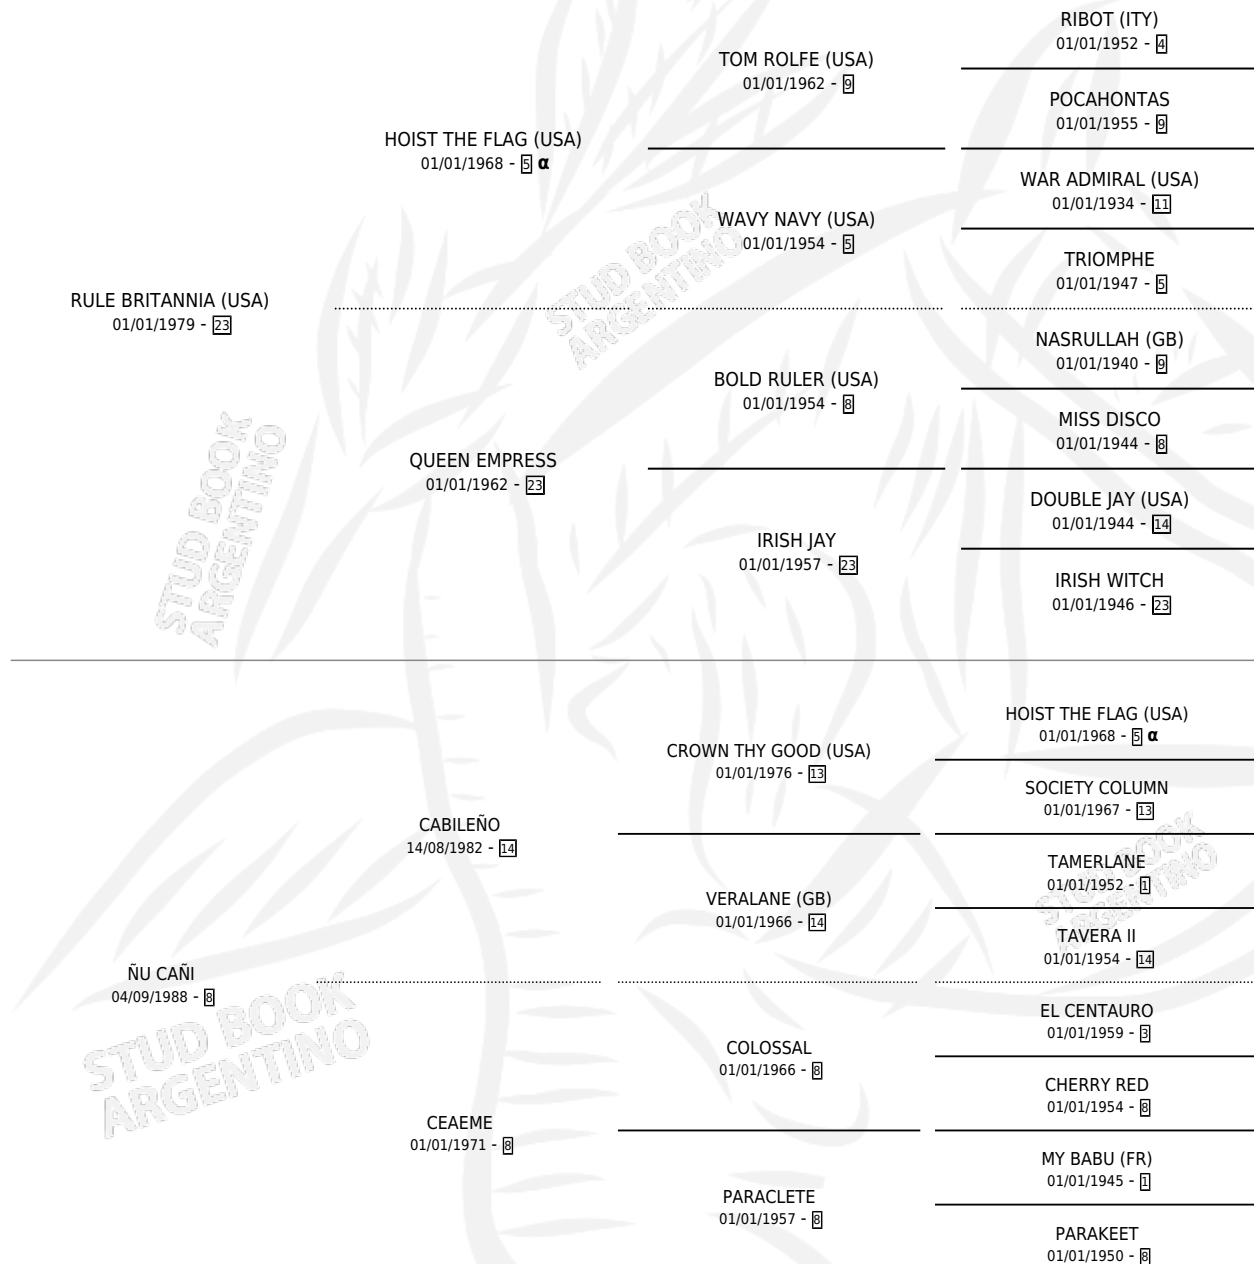 RIBOT (ITY)
01/01/1952 - 4
TOM ROLFE (USA)
01/01/1962 - 9
POCAHONTAS
01/01/1955 - 9
HOIST THE FLAG (USA)
01/01/1968 - 5 α
WAR ADMIRAL (USA)
01/01/1934 - 11
WAVY NAVY (USA)
01/01/1954 - 5
TRIOMPHE
01/01/1947 - 5
RULE BRITANNIA (USA)
01/01/1979 - 23
NASRULLAH (GB)
01/01/1940 - 9
BOLD RULER (USA)
01/01/1954 - 8
MISS DISCO
01/01/1944 - 8
QUEEN EMPRESS
01/01/1962 - 23
DOUBLE JAY (USA)
01/01/1944 - 14
IRISH JAY
01/01/1957 - 23
IRISH WITCH
01/01/1946 - 23
HOIST THE FLAG (USA)
01/01/1968 - 5 α
CROWN THY GOOD (USA)
01/01/1976 - 13
SOCIETY COLUMN
01/01/1967 - 13
CABILEÑO
14/08/1982 - 14
TAMERLANE
01/01/1952 - 1
VERALANE (GB)
01/01/1966 - 14
TAVERA II
01/01/1954 - 14
ÑU CAÑI
04/09/1988 - 8
EL CENTAURO
01/01/1959 - 3
COLOSSAL
01/01/1966 - 8
CHERRY RED
01/01/1954 - 8
CEAEME
01/01/1971 - 8
MY BABU (FR)
01/01/1945 - 1
PARACLETE
01/01/1957 - 8
PARAKEET
01/01/1950 - 8
STUD BOOK
ARGENTINO
STUD BOOK
ARGENTINO
STUD BOOK
ARGENTINO
STUD BOOK
ARGENTINO